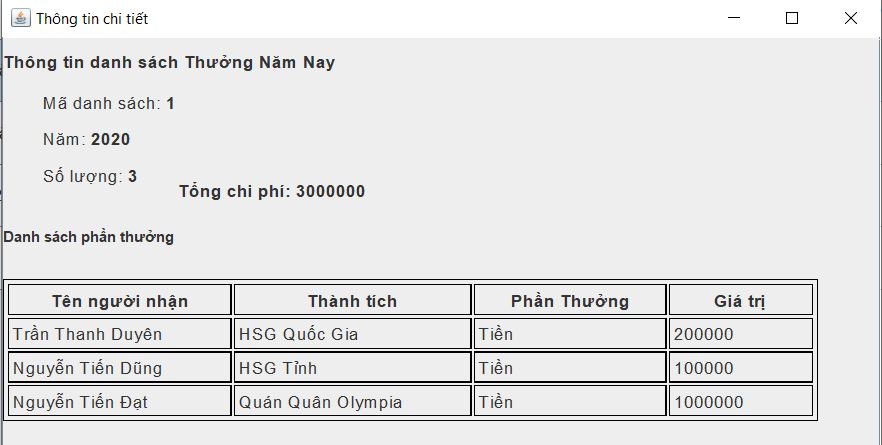 Thông tin chi tiết
Thông tin danh sách Thưởng Năm Nay
Mã danh sách: 1
Năm: 2020
Số lượng: 3
Tổng chi phí: 3000000
Danh sách phần thưởng
Tên người nhận Thành tích Phần Thưởng Giá trị
Trần Thanh Duyên HSG Quốc Gia Tiền 200000
Nguyễn Tiến Dũng HSG Tỉnh Tiền 100000
Nguyễn Tiến Đạt Quán Quân Olympia Tiền 1000000